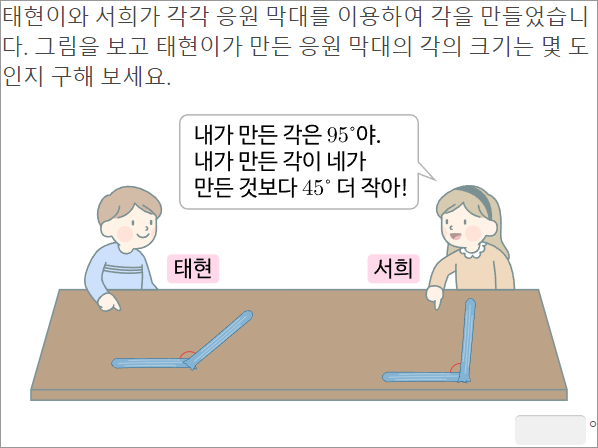 태현이와 서희가 각각 응원 막대를 이용하여 각을 만들었습니
다. 그림을 보고 태현이가 만든 응원 막대의 각의 크기는 몇 도
인지 구해 보세요.
내가 만든 각은 95°야.
내가 만든 각이 네가
만든 것보다 45° 더 작아!
태현
서희
°